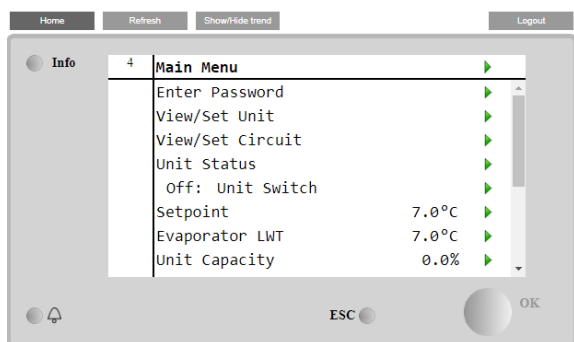 Home Refresh Show/Hide trend Logout
Info
4 Main Menu
Enter Password
View/Set Unit
View/Set Circuit
Unit Status
Off: Unit Switch
Setpoint 7.0°C
Evaporator LWT 7.0°C
Unit Capacity 0.0%
ESC OK